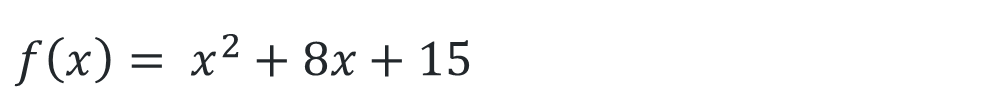 f(x) = x² + 8x + 15